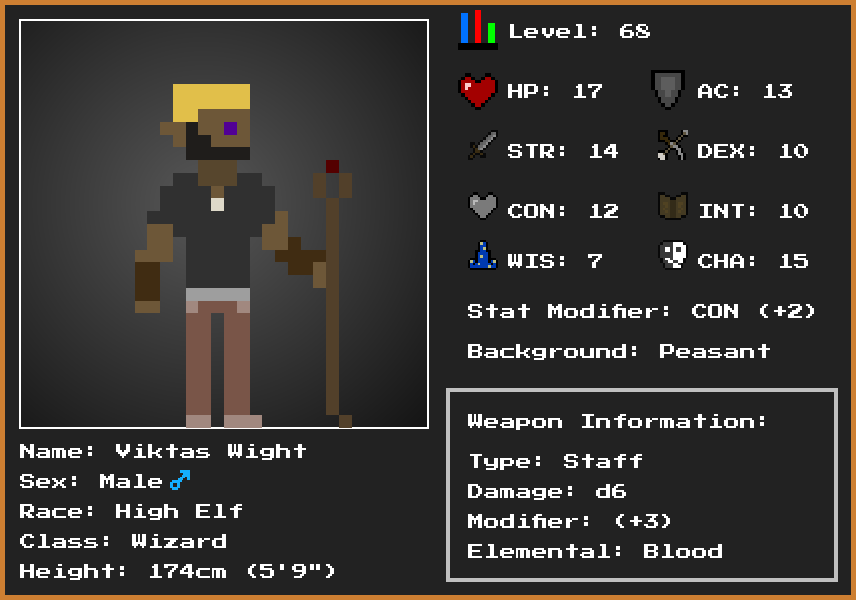 Level: 68
HP: 17
AC: 13
STR: 14
DEX: 10
CON: 12
INT: 10
WIS: 7
CHA: 15
Stat Modifier: CON (+2)
Background: Peasant
Weapon Information:
Type: Staff
Damage: d6
Modifier: (+3)
Elemental: Blood
Name: Viktas Wight
Sex: Male ♂
Race: High Elf
Class: Wizard
Height: 174cm (5'9")